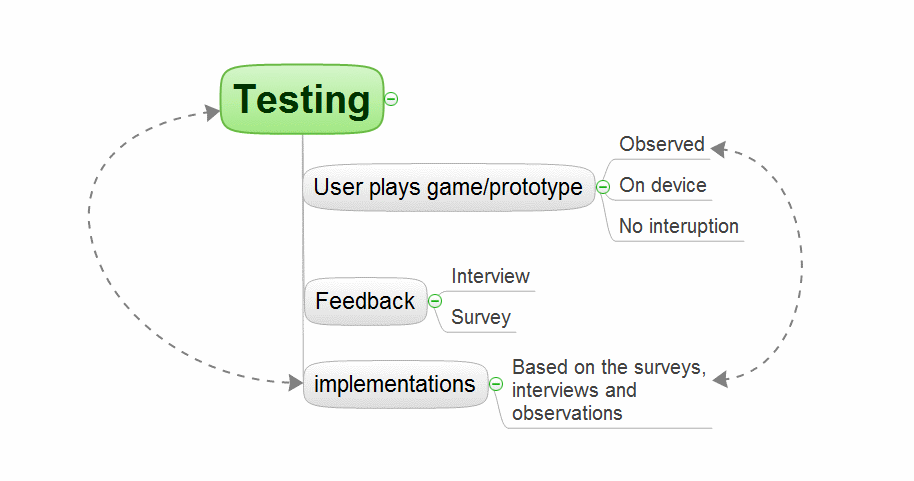 Testing
User plays game/prototype
Observed
On device
No interuption
Feedback
Interview
Survey
implementations
Based on the surveys,
interviews and
observations